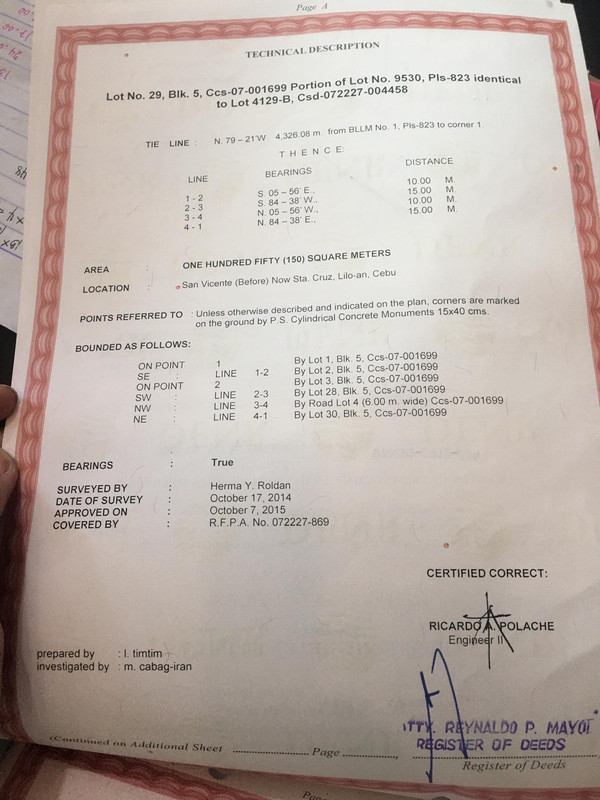 Page A
TECHNICAL DESCRIPTION
Lot No. 29, Blk. 5, Ccs-07-001699 Portion of Lot No. 9530, Pls-823 identical
to Lot 4129-B, Csd-072227-004458
TIE LINE : N. 79 – 21'W 4,326.08 m. from BLLM No. 1, Pls-823 to corner 1.
T H E N C E:
LINE BEARINGS DISTANCE
1 - 2 S. 05 – 56' E., 10.00 M.
2 - 3 S. 84 – 38' W., 15.00 M.
3 - 4 N. 05 – 56' W., 10.00 M.
4 - 1 N. 84 – 38' E., 15.00 M.
AREA : ONE HUNDRED FIFTY (150) SQUARE METERS
LOCATION : San Vicente (Before) Now Sta. Cruz, Lilo-an, Cebu
POINTS REFERRED TO : Unless otherwise described and indicated on the plan, corners are marked
on the ground by P.S. Cylindrical Concrete Monuments 15x40 cms.
BOUNDED AS FOLLOWS:
ON POINT 1 By Lot 1, Blk. 5, Ccs-07-001699
SE : LINE 1-2 By Lot 2, Blk. 5, Ccs-07-001699
ON POINT 2 By Lot 3, Blk. 5, Ccs-07-001699
SW : LINE 2-3 By Lot 28, Blk. 5, Ccs-07-001699
NW : LINE 3-4 By Road Lot 4 (6.00 m. wide) Ccs-07-001699
NE : LINE 4-1 By Lot 30, Blk. 5, Ccs-07-001699
BEARINGS : True
SURVEYED BY : Herma Y. Roldan
DATE OF SURVEY : October 17, 2014
APPROVED ON : October 7, 2015
COVERED BY : R.F.P.A. No. 072227-869
CERTIFIED CORRECT:
RICARDO A. POLACHE
Engineer II
prepared by : l. timtim
investigated by : m. cabag-iran
ATTY. REYNALDO P. MAYOL
REGISTER OF DEEDS
(Continued on Additional Sheet .................... Page ..............
Register of Deeds
Page